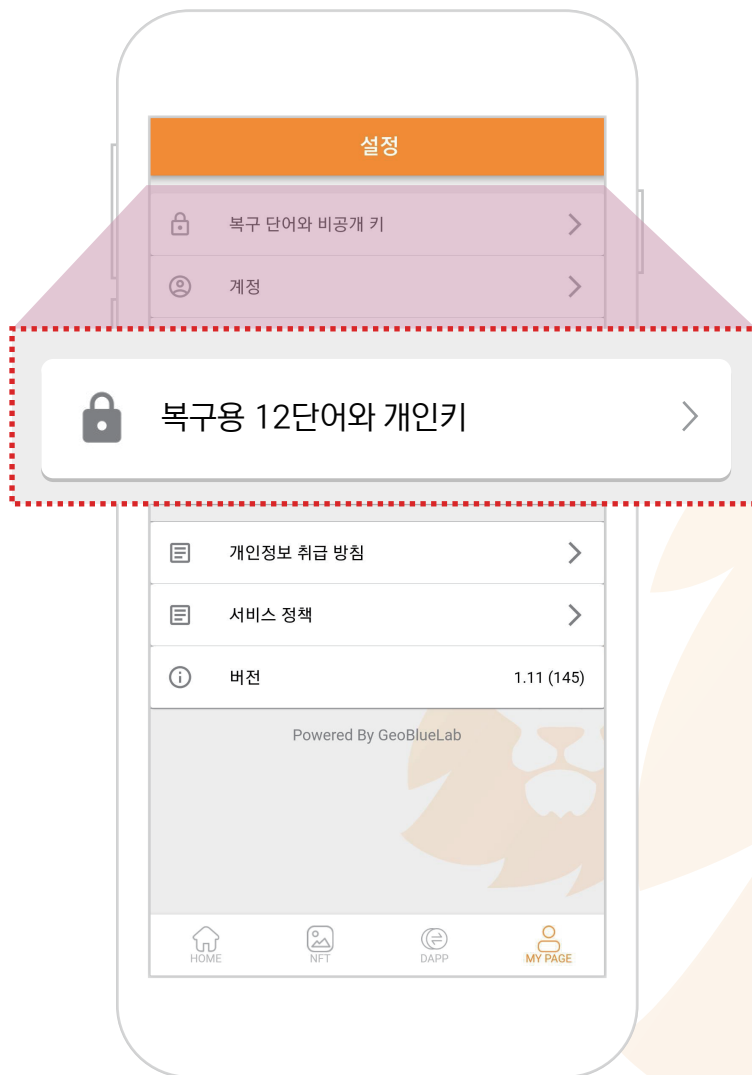 설정
복구 단어와 비공개 키
계정
복구용 12단어와 개인키
개인정보 취급 방침
서비스 정책
버전 1.11 (145)
Powered By GeoBlueLab
HOME NFT DAPP MY PAGE